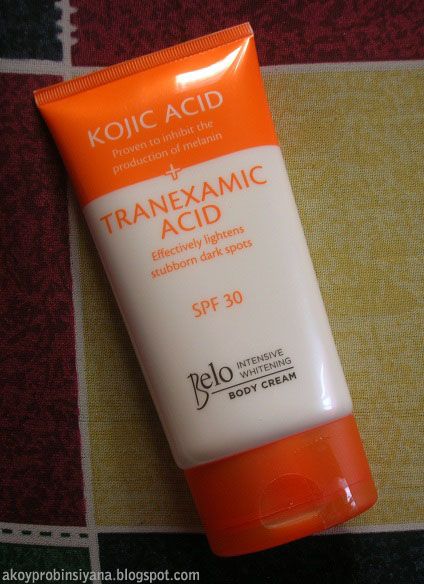 KOJIC ACID
Proven to inhibit the
production of melanin
+
TRANEXAMIC
ACID
Effectively lightens
stubborn dark spots
SPF 30
Belo INTENSIVE
WHITENING
BODY CREAM
akoyprobinsiyana.blogspot.com